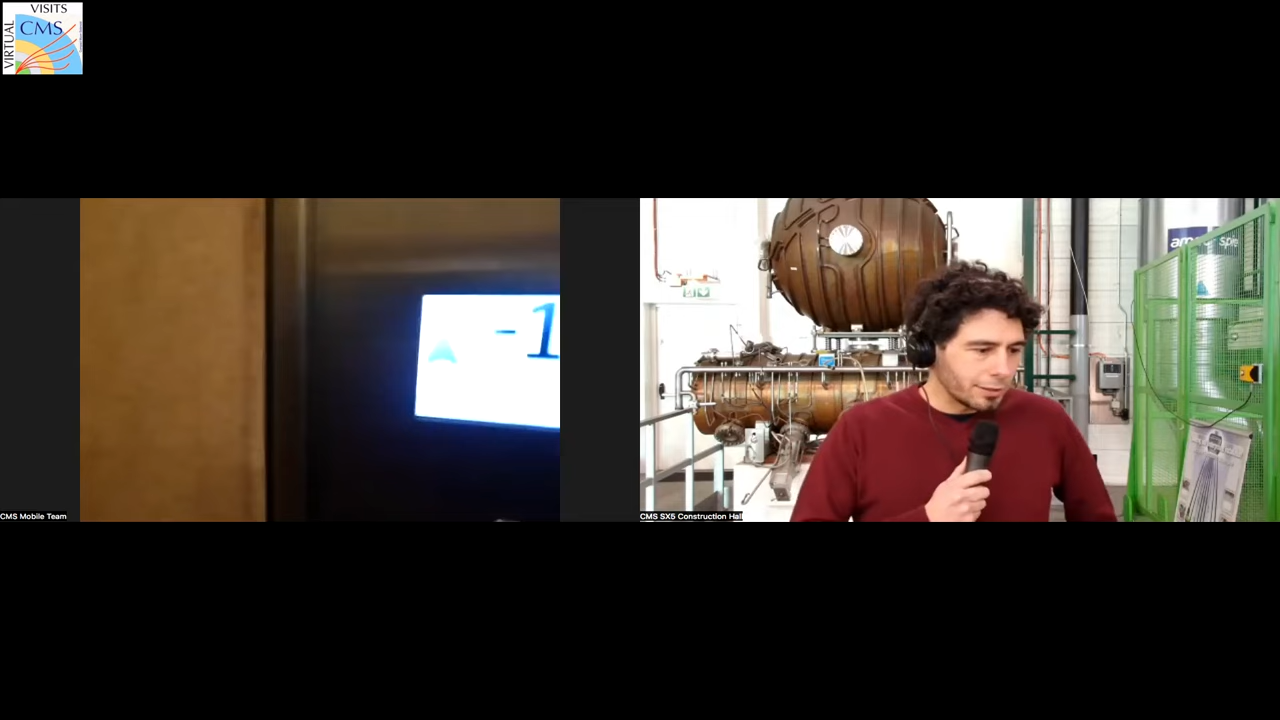 VISITS
CMS
VIRTUAL
-1
CMS Mobile Team
CMS SX5 Construction Hall